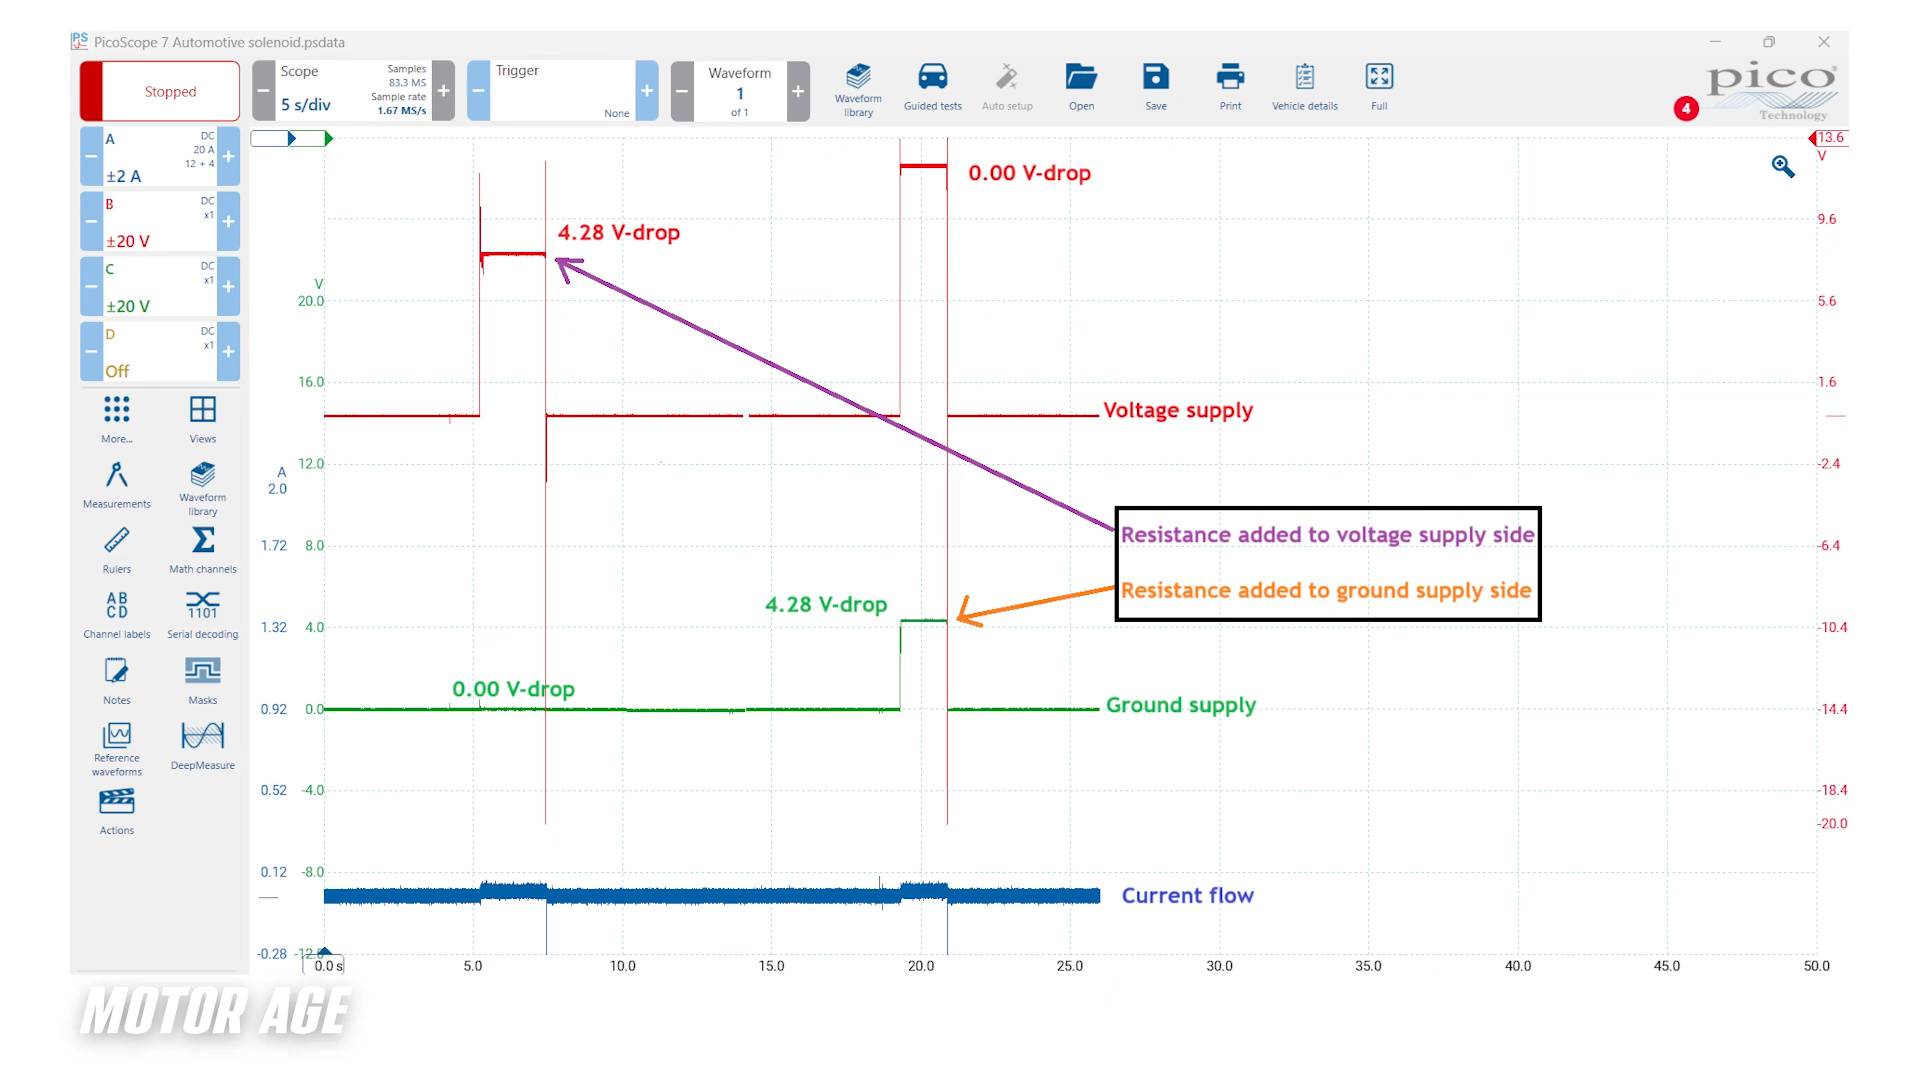 PicoScope 7 Automotive solenoid.psdata
Stopped
Scope
5 s/div
Samples
83.3 MS
Sample rate
1.67 MS/s
Trigger
None
Waveform
1
of 1
Waveform
library
Guided tests
Auto setup
Open
Save
Print
Vehicle details
Full
4
pico
Technology
A
DC
20 A
12 + 4
±2 A
B
DC
x1
±20 V
C
DC
x1
±20 V
D
DC
x1
Off
More...
Views
Measurements
Waveform
library
Rulers
Math channels
AB
CD
Channel labels
1101
Serial decoding
Notes
Masks
Reference
waveforms
DeepMeasure
Actions
V
20.0
16.0
12.0
8.0
4.0
0.0
-4.0
-8.0
-12.0
A
2.0
1.72
1.32
0.92
0.52
0.12
-0.28
13.6
V
9.6
5.6
1.6
-2.4
-6.4
-10.4
-14.4
-18.4
-20.0
0.00 V-drop
4.28 V-drop
Voltage supply
Resistance added to voltage supply side
Resistance added to ground supply side
4.28 V-drop
0.00 V-drop
Ground supply
Current flow
0.0 s
5.0
10.0
15.0
20.0
25.0
30.0
35.0
40.0
45.0
50.0
MOTOR AGE